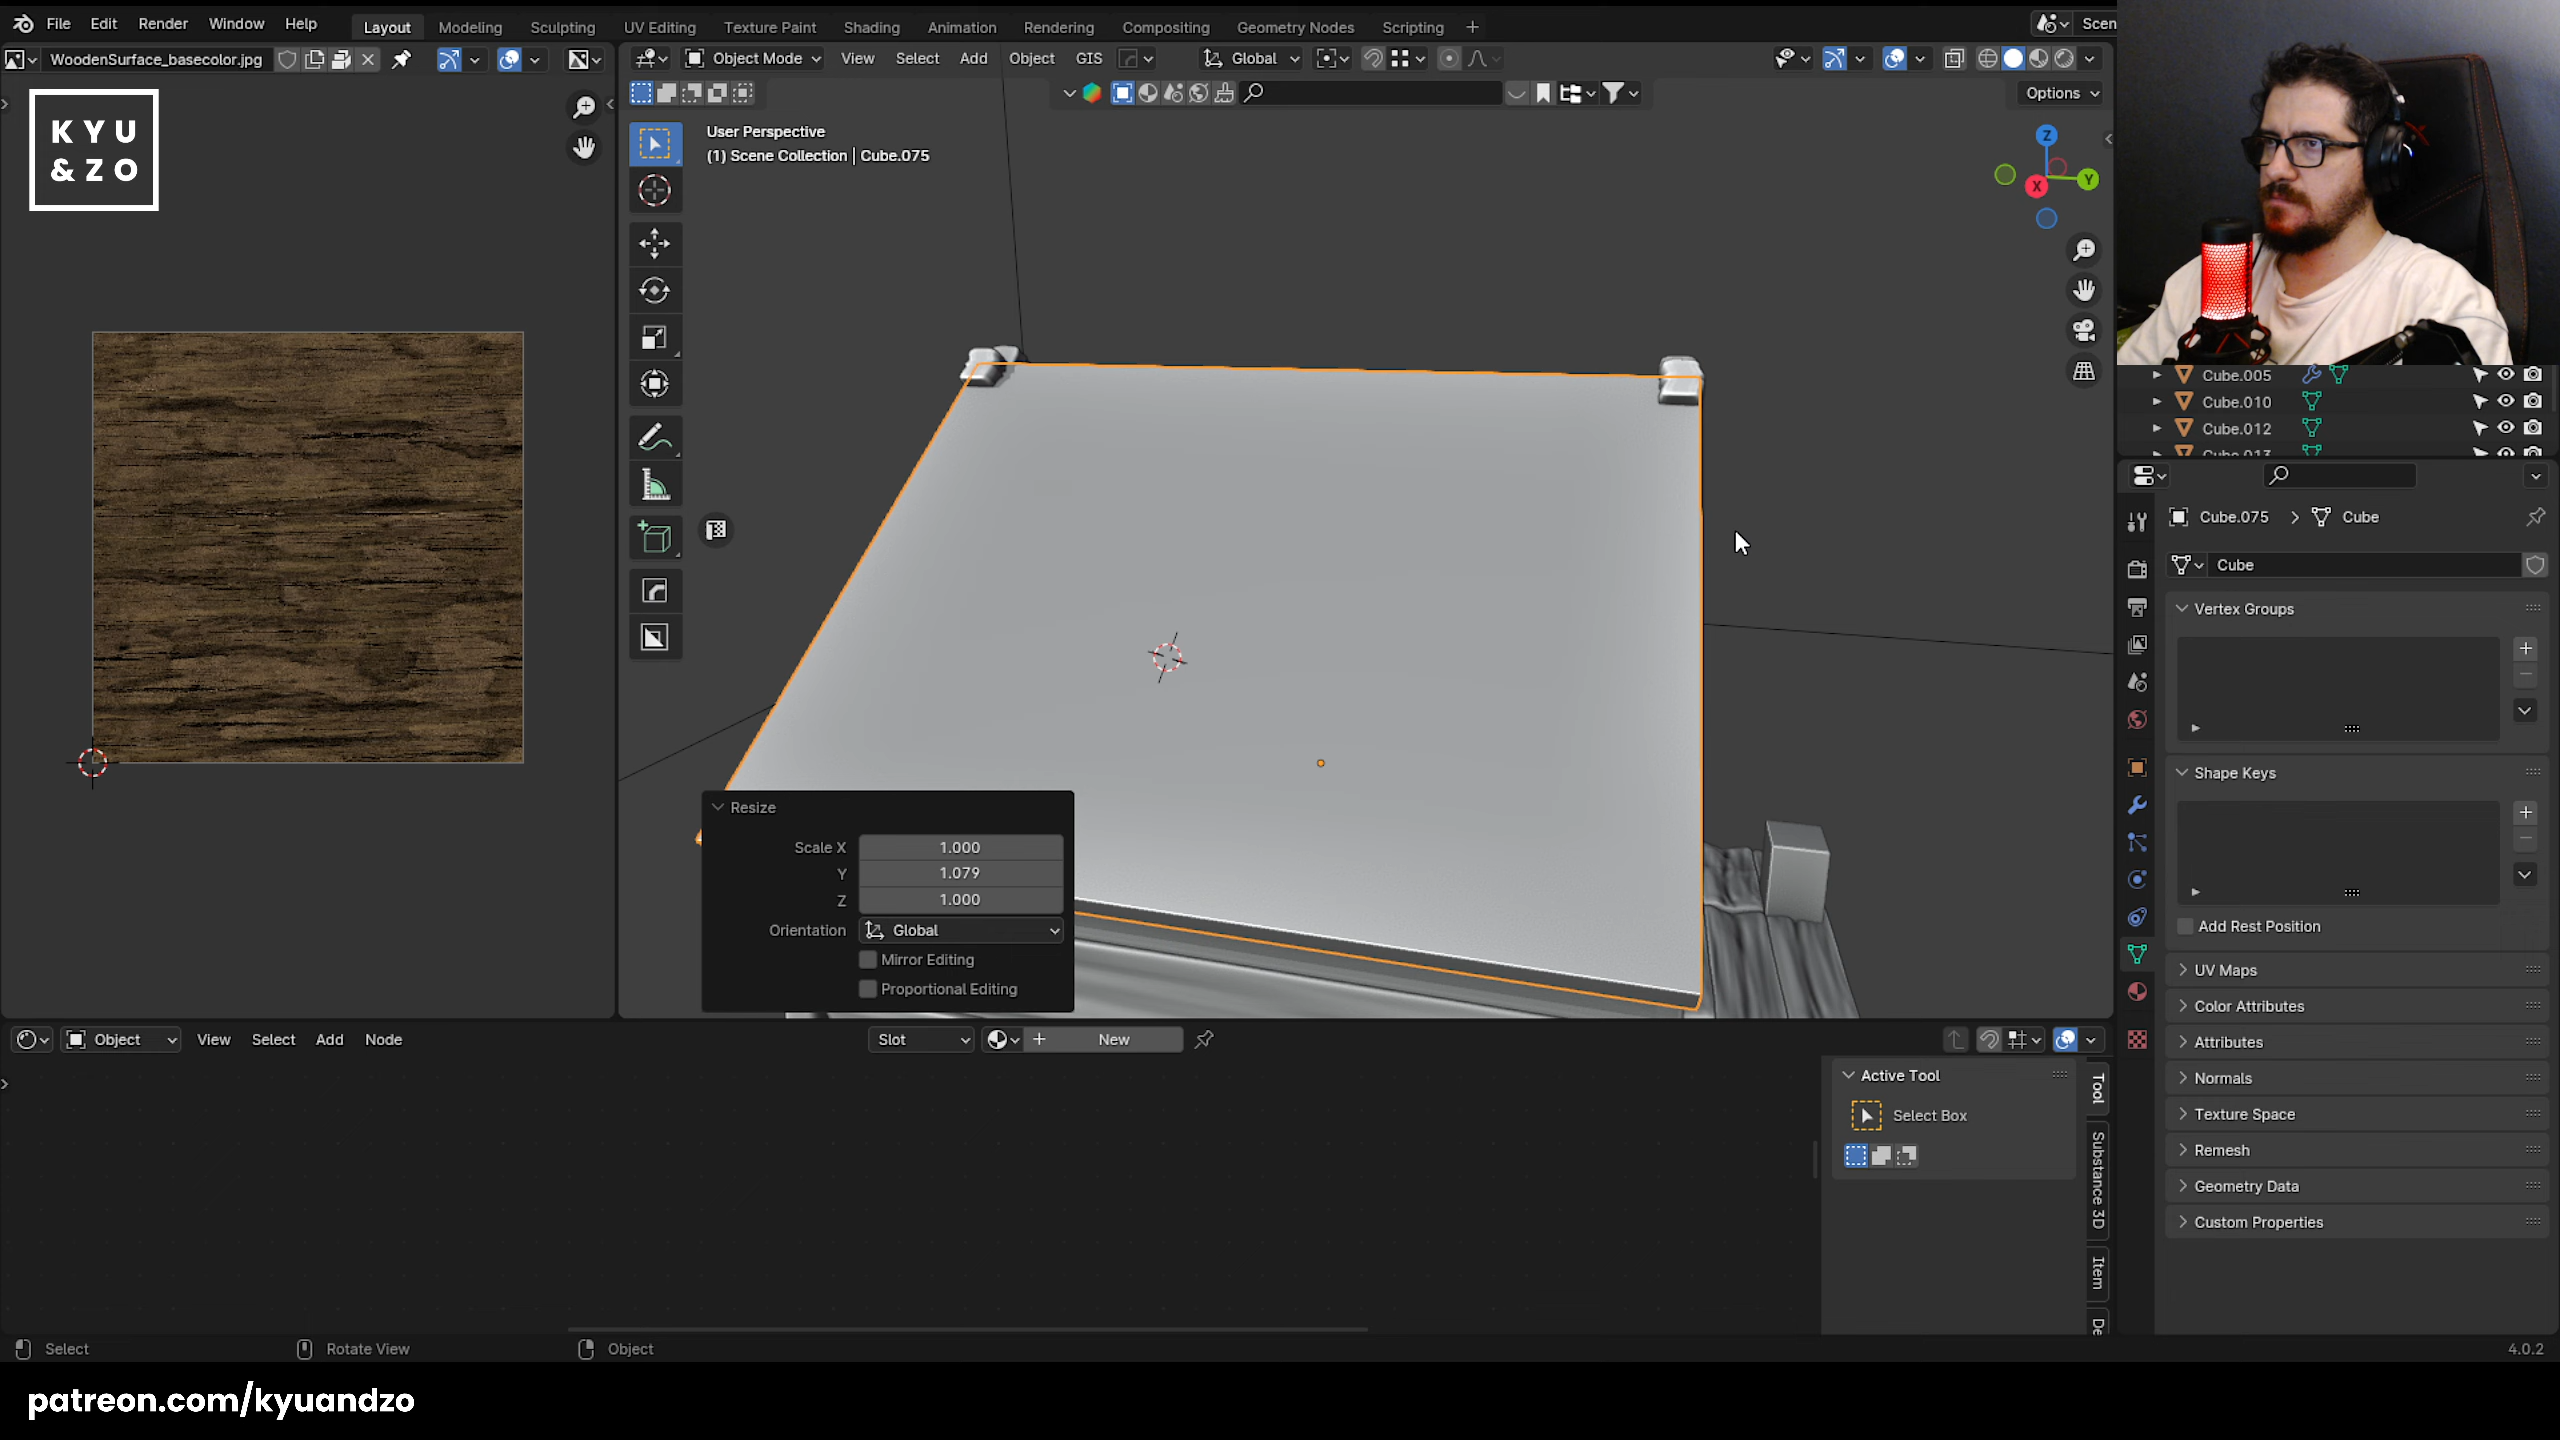 File Edit Render Window Help Layout Modeling Sculpting UV Editing Texture Paint Shading Animation Rendering Compositing Geometry Nodes Scripting + Scen
WoodenSurface_basecolor.jpg Object Mode View Select Add Object GIS Global
Options
KYU
&ZO
User Perspective
(1) Scene Collection | Cube.075
Z
Y
X
Cube.005
Cube.010
Cube.012
Cube.013
Cube.075 > Cube
Cube
Vertex Groups
Shape Keys
Add Rest Position
UV Maps
Color Attributes
Attributes
Normals
Texture Space
Remesh
Geometry Data
Custom Properties
Resize
Scale X 1.000
Y 1.079
Z 1.000
Orientation Global
Mirror Editing
Proportional Editing
Object View Select Add Node Slot New
Active Tool
Select Box
Tool
Substance 3D
Item
De
Select Rotate View Object 4.0.2
patreon.com/kyuandzo